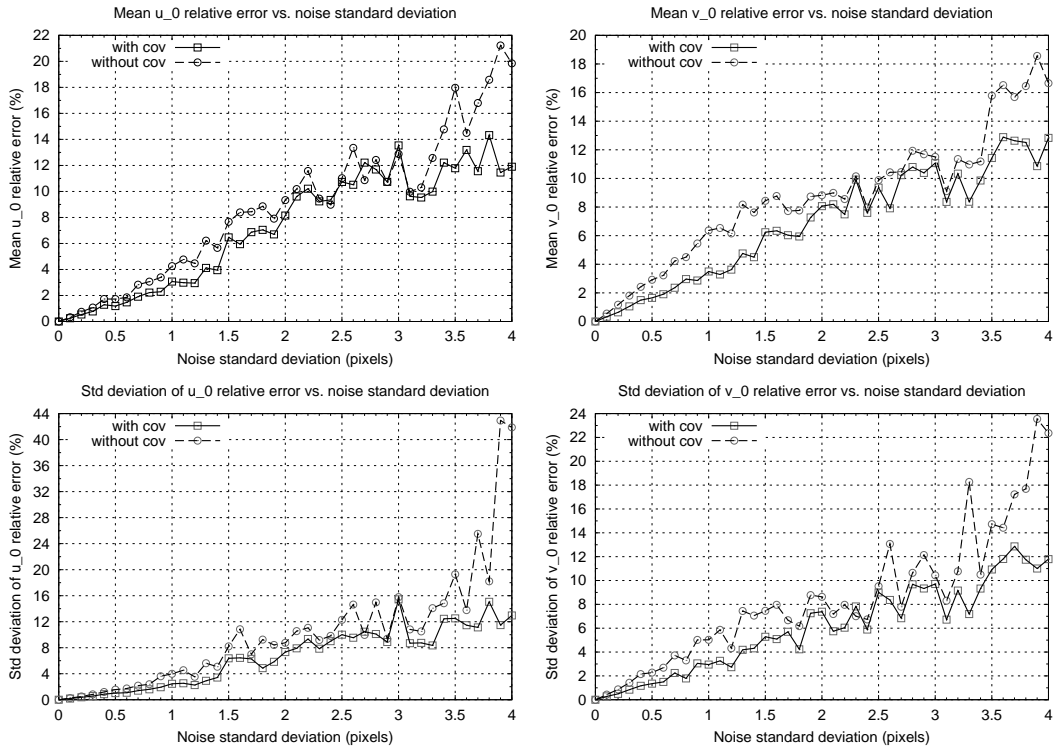 Mean u_0 relative error vs. noise standard deviation
Mean u_0 relative error (%)
22
20
18
16
14
12
10
8
6
4
2
0
with cov
without cov
0 0.5 1 1.5 2 2.5 3 3.5 4
Noise standard deviation (pixels)
Mean v_0 relative error vs. noise standard deviation
Mean v_0 relative error (%)
20
18
16
14
12
10
8
6
4
2
0
with cov
without cov
0 0.5 1 1.5 2 2.5 3 3.5 4
Noise standard deviation (pixels)
Std deviation of u_0 relative error vs. noise standard deviation
Std deviation of u_0 relative error (%)
44
40
36
32
28
24
20
16
12
8
4
0
with cov
without cov
0 0.5 1 1.5 2 2.5 3 3.5 4
Noise standard deviation (pixels)
Std deviation of v_0 relative error vs. noise standard deviation
Std deviation of v_0 relative error (%)
24
22
20
18
16
14
12
10
8
6
4
2
0
with cov
without cov
0 0.5 1 1.5 2 2.5 3 3.5 4
Noise standard deviation (pixels)